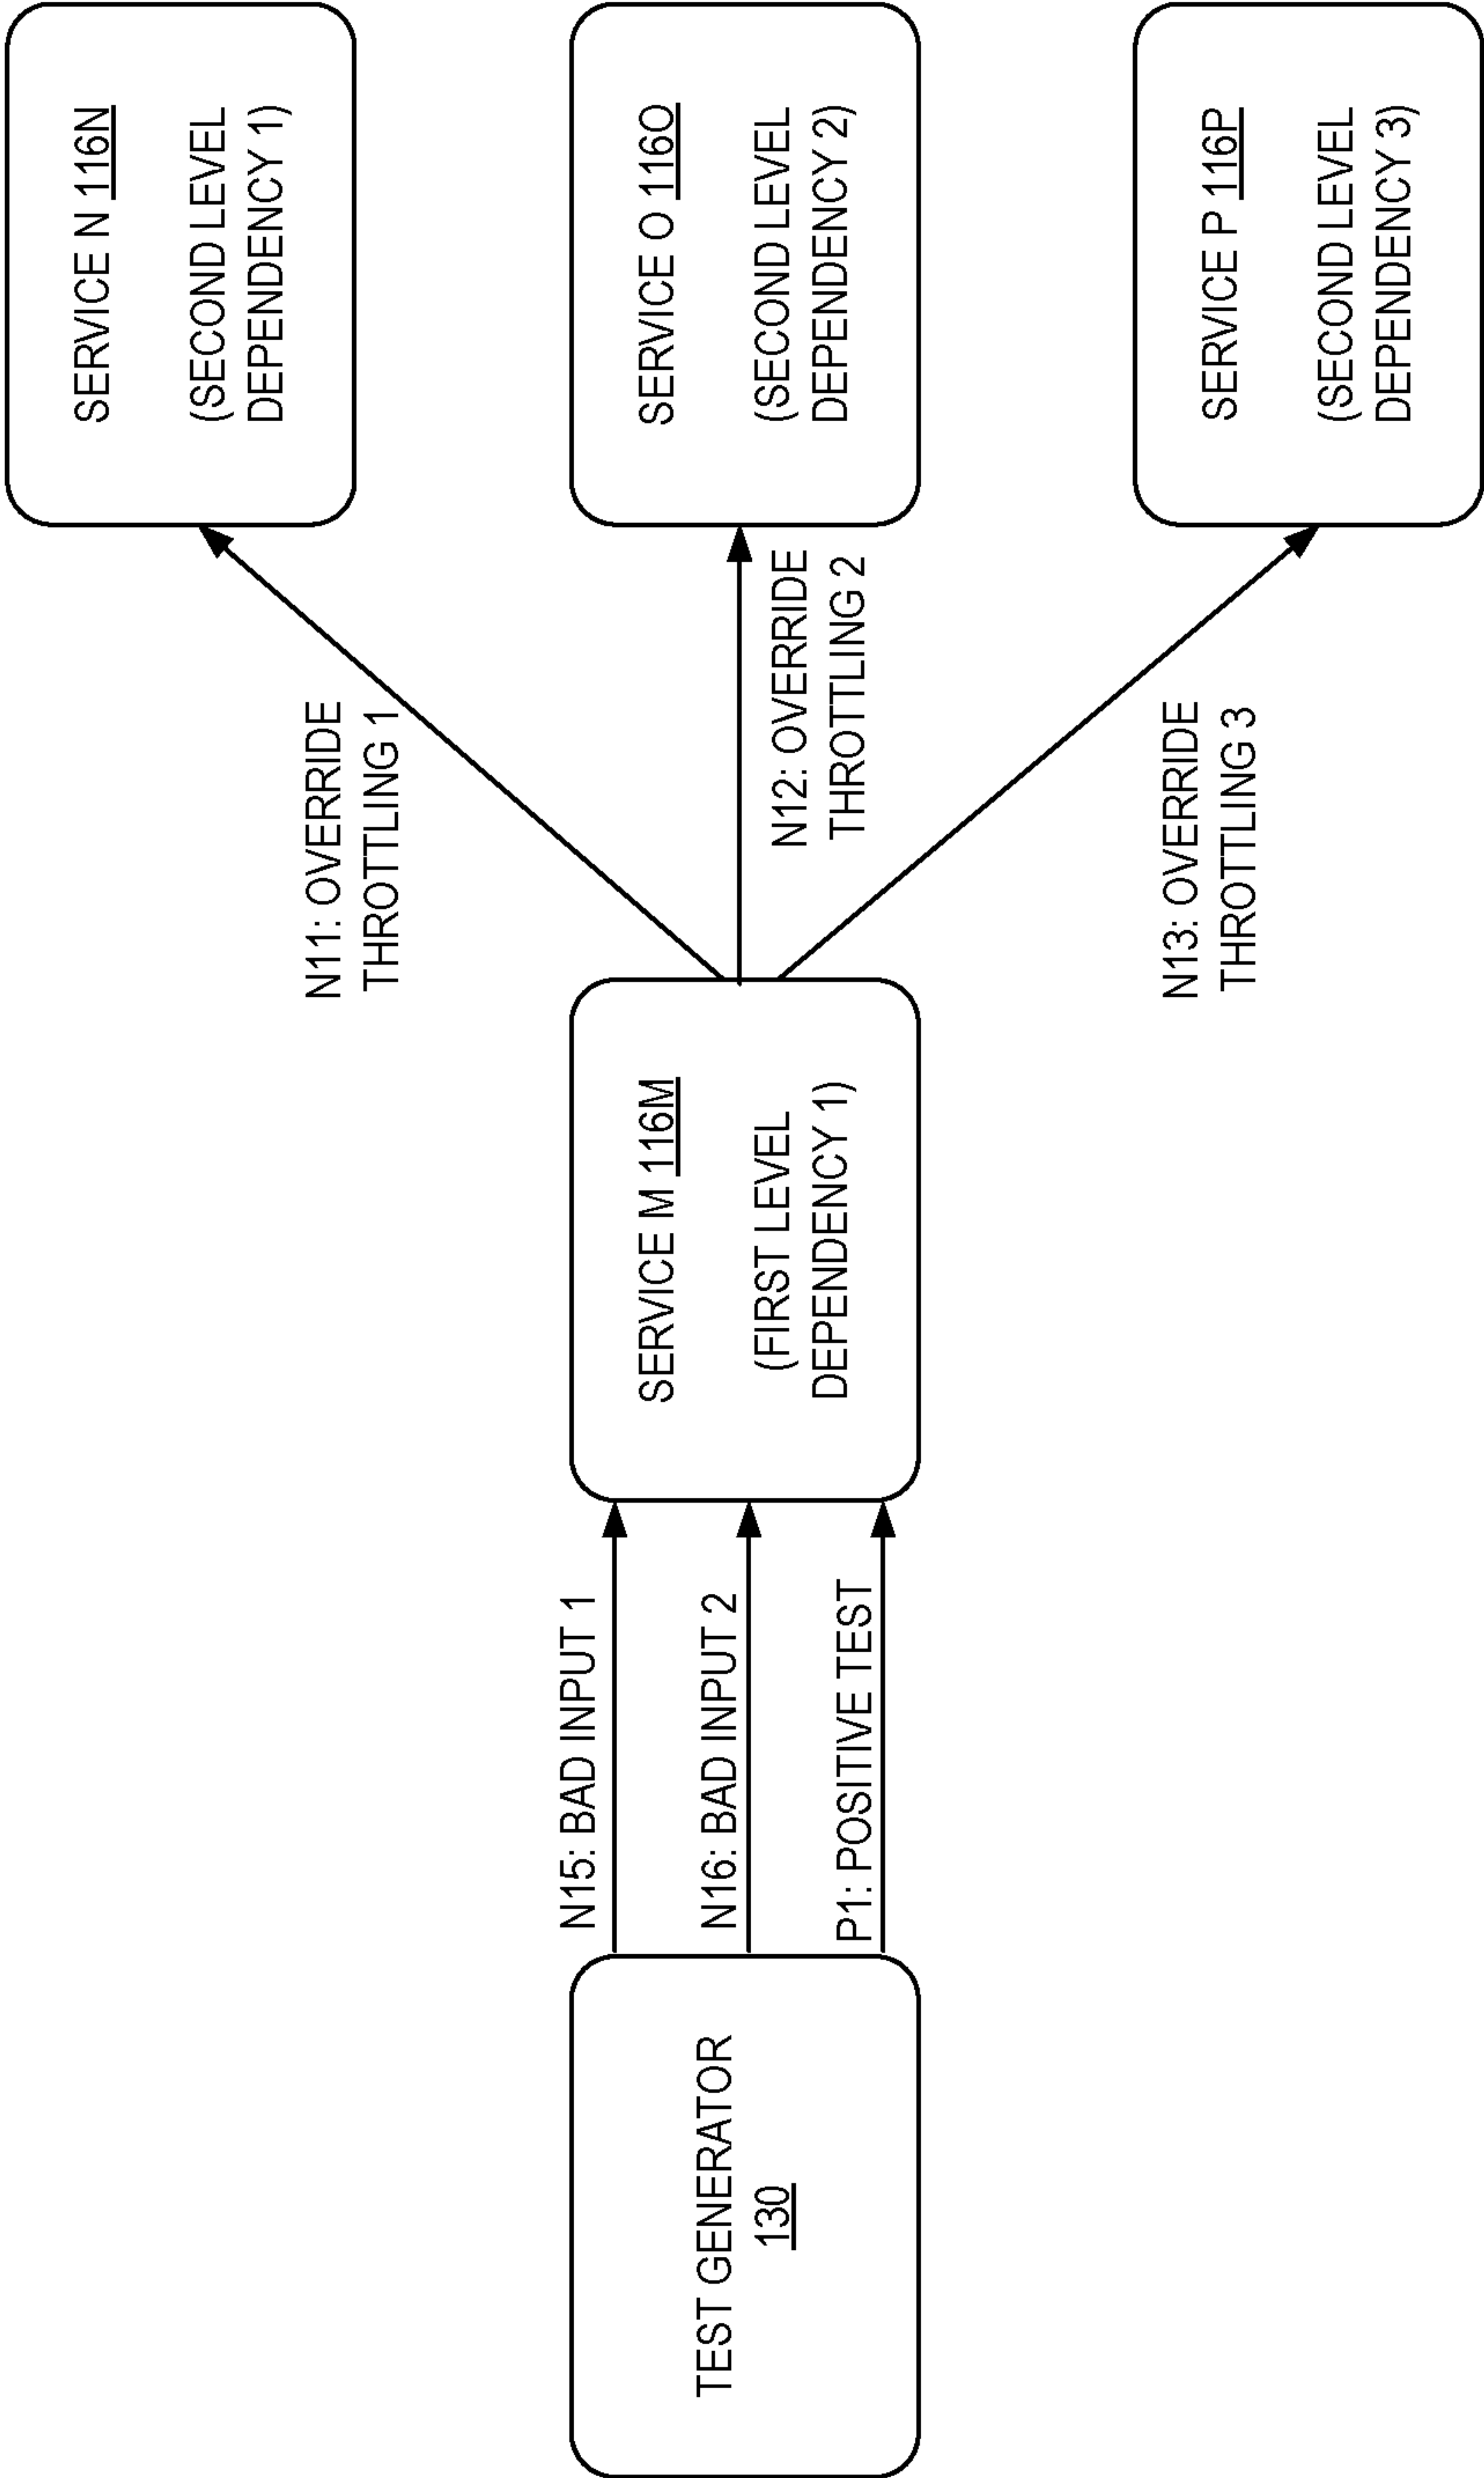 TEST GENERATOR
130
N15: BAD INPUT 1
N16: BAD INPUT 2
P1: POSITIVE TEST
SERVICE M 116M
(FIRST LEVEL
DEPENDENCY 1)
N11: OVERRIDE
THROTTLING 1
N12: OVERRIDE
THROTTLING 2
N13: OVERRIDE
THROTTLING 3
SERVICE N 116N
(SECOND LEVEL
DEPENDENCY 1)
SERVICE O 116O
(SECOND LEVEL
DEPENDENCY 2)
SERVICE P 116P
(SECOND LEVEL
DEPENDENCY 3)